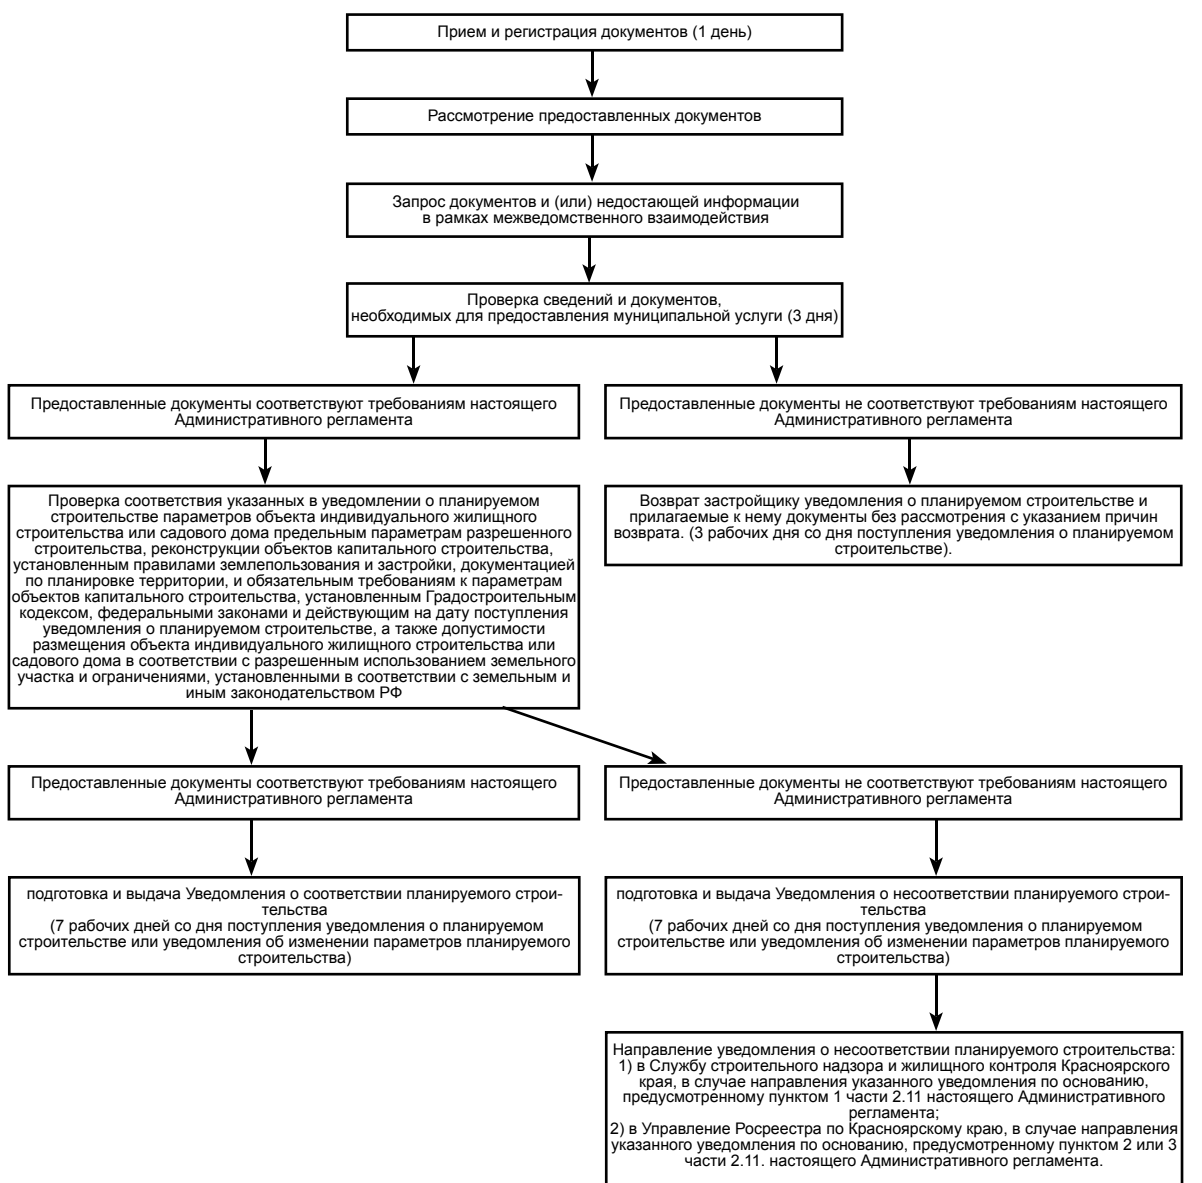 Прием и регистрация документов (1 день)
Рассмотрение предоставленных документов
Запрос документов и (или) недостающей информации
в рамках межведомственного взаимодействия
Проверка сведений и документов,
необходимых для предоставления муниципальной услуги (3 дня)
Предоставленные документы соответствуют требованиям настоящего
Административного регламента
Предоставленные документы не соответствуют требованиям настоящего
Административного регламента
Проверка соответствия указанных в уведомлении о планируемом
строительстве параметров объекта индивидуального жилищного
строительства или садового дома предельным параметрам разрешенного
строительства, реконструкции объектов капитального строительства,
установленным правилами землепользования и застройки, документацией
по планировке территории, и обязательным требованиям к параметрам
объектов капитального строительства, установленным Градостроительным
кодексом, федеральными законами и действующим на дату поступления
уведомления о планируемом строительстве, а также допустимости
размещения объекта индивидуального жилищного строительства или
садового дома в соответствии с разрешенным использованием земельного
участка и ограничениями, установленными в соответствии с земельным и
иным законодательством РФ
Возврат застройщику уведомления о планируемом строительстве и
прилагаемые к нему документы без рассмотрения с указанием причин
возврата. (3 рабочих дня со дня поступления уведомления о планируемом
строительстве).
Предоставленные документы соответствуют требованиям настоящего
Административного регламента
Предоставленные документы не соответствуют требованиям настоящего
Административного регламента
подготовка и выдача Уведомления о соответствии планируемого строи-
тельства
(7 рабочих дней со дня поступления уведомления о планируемом
строительстве или уведомления об изменении параметров планируемого
строительства)
подготовка и выдача Уведомления о несоответствии планируемого строи-
тельства
(7 рабочих дней со дня поступления уведомления о планируемом
строительстве или уведомления об изменении параметров планируемого
строительства)
Направление уведомления о несоответствии планируемого строительства:
1) в Службу строительного надзора и жилищного контроля Красноярского
края, в случае направления указанного уведомления по основанию,
предусмотренному пунктом 1 части 2.11 настоящего Административного
регламента;
2) в Управление Росреестра по Красноярскому краю, в случае направления
указанного уведомления по основанию, предусмотренному пунктом 2 или 3
части 2.11. настоящего Административного регламента.